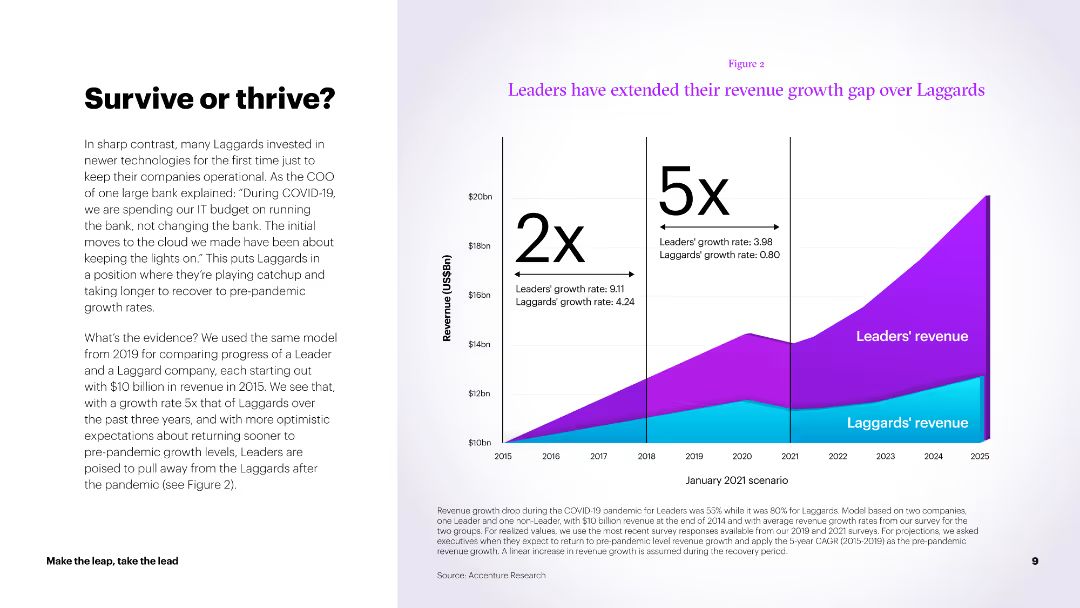 Survive or thrive?
In sharp contrast, many Laggards invested in
newer technologies for the first time just to
keep their companies operational. As the COO
of one large bank explained: “During COVID-19,
we are spending our IT budget on running
the bank, not changing the bank. The initial
moves to the cloud we made have been about
keeping the lights on.” This puts Laggards in
a position where they’re playing catchup and
taking longer to recover to pre-pandemic
growth rates.
What’s the evidence? We used the same model
from 2019 for comparing progress of a Leader
and a Laggard company, each starting out
with $10 billion in revenue in 2015. We see that,
with a growth rate 5x that of Laggards over
the past three years, and with more optimistic
expectations about returning sooner to
pre-pandemic growth levels, Leaders are
poised to pull away from the Laggards after
the pandemic (see Figure 2).
Make the leap, take the lead
Figure 2
Leaders have extended their revenue growth gap over Laggards
Revernue (US$Bn)
$20bn
$18bn
$16bn
$14bn
$12bn
$10bn
2x
Leaders' growth rate: 9.11
Laggards' growth rate: 4.24
5x
Leaders' growth rate: 3.98
Laggards' growth rate: 0.80
Leaders' revenue
Laggards' revenue
2015 2016 2017 2018 2019 2020 2021 2022 2023 2024 2025
January 2021 scenario
Revenue growth drop during the COVID-19 pandemic for Leaders was 55% while it was 80% for Laggards. Model based on two companies,
one Leader and one non-Leader, with $10 billion revenue at the end of 2014 and with average revenue growth rates from our survey for the
two groups. For realized values, we use the most recent survey responses available from our 2019 and 2021 surveys. For projections, we asked
executives when they expect to return to pre-pandemic level revenue growth and apply the 5-year CAGR (2015-2019) as the pre-pandemic
revenue growth. A linear increase in revenue growth is assumed during the recovery period.
Source: Accenture Research
9